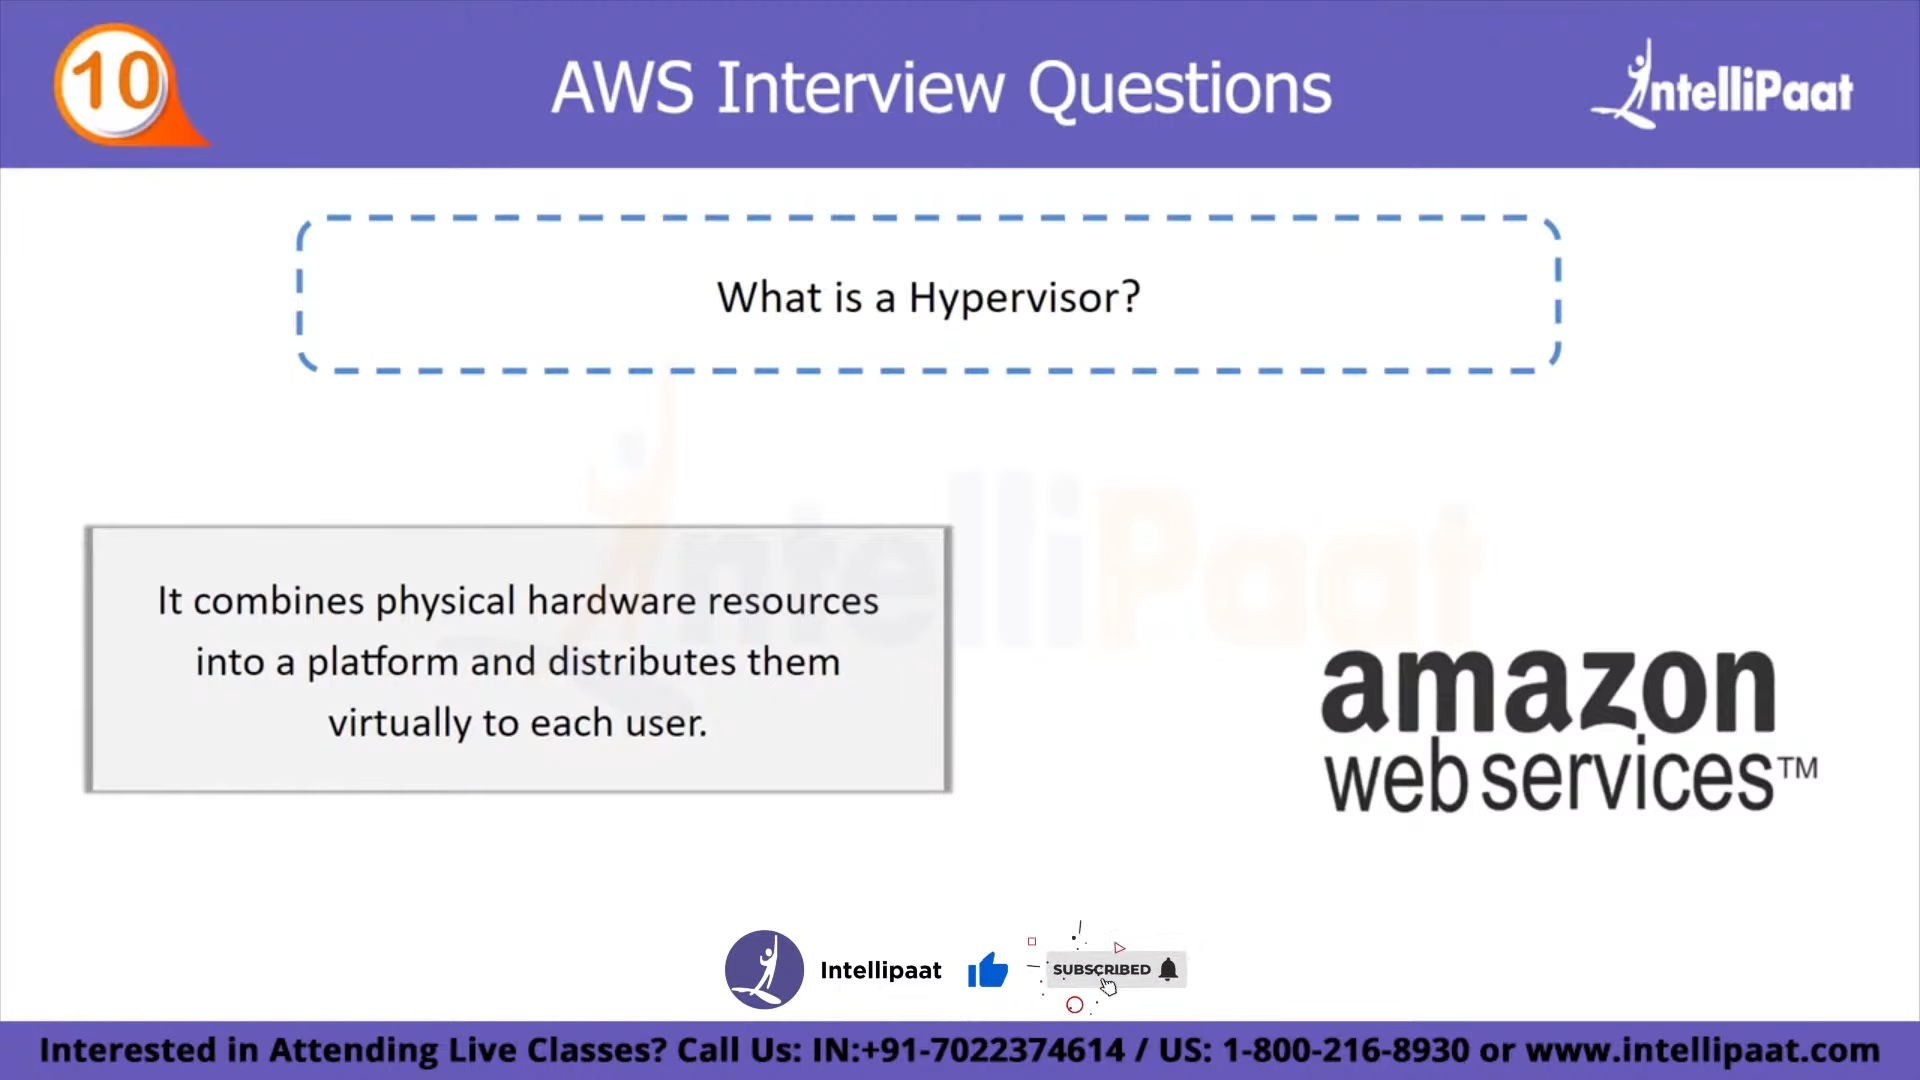 10
AWS Interview Questions
IntelliPaat
What is a Hypervisor?
IntelliPaat
It combines physical hardware resources
into a platform and distributes them
virtually to each user.
amazon
web services™
Intellipaat
SUBSCRIBED
Interested in Attending Live Classes? Call Us: IN:+91-7022374614 / US: 1-800-216-8930 or www.intellipaat.com